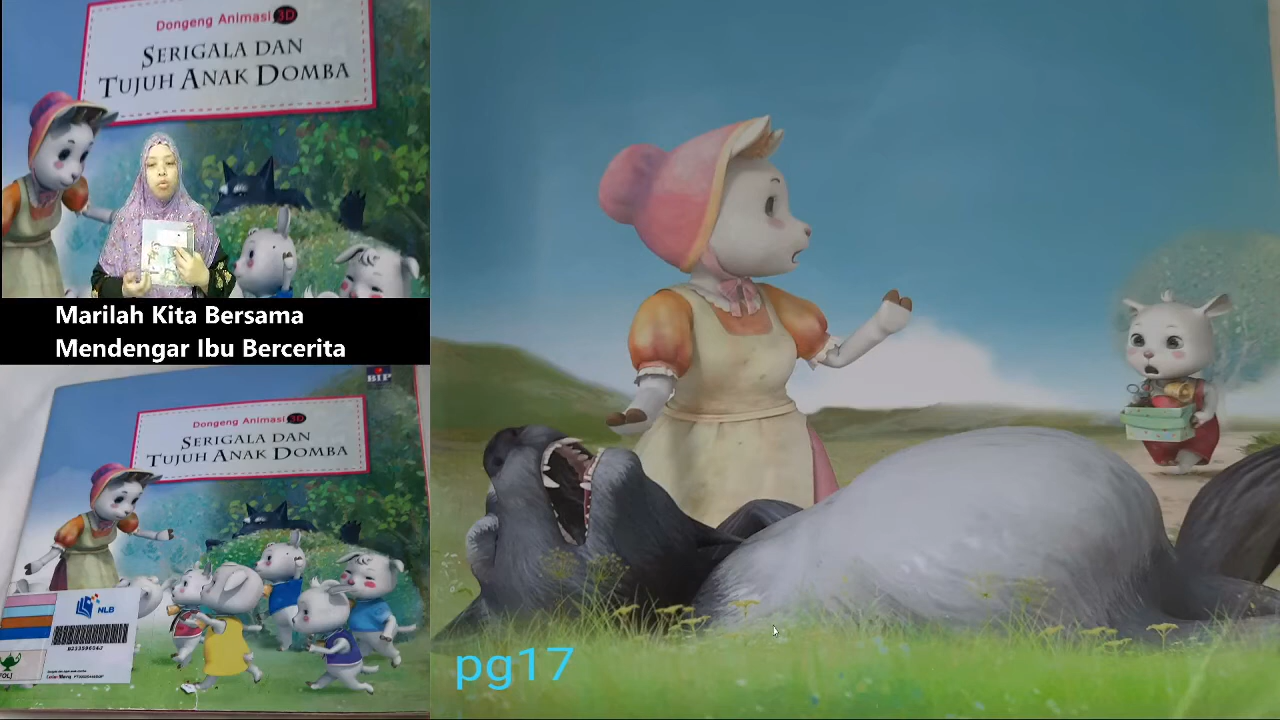 Dongeng Animasi 3D
SERIGALA DAN
TUJUH ANAK DOMBA
Marilah Kita Bersama
Mendengar Ibu Bercerita
BIP
Dongeng Animasi 3D
SERIGALA DAN
TUJUH ANAK DOMBA
NLB
pg17